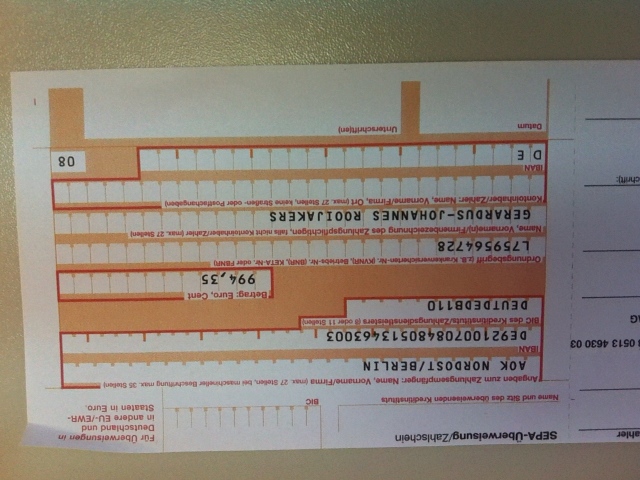 SEPA-Überweisung/Zahlschein
Für Überweisungen in
Deutschland und
in andere EU-/EWR-
Staaten in Euro.
Name und Sitz des überweisenden Kreditinstituts
BIC
Angaben zum Zahlungsempfänger: Name, Vorname/Firma (max. 27 Stellen, bei maschineller Beschriftung max. 35 Stellen)
AOK NORDOST/BERLIN
IBAN
DE92100708480513463003
BIC des Kreditinstituts/Zahlungsdienstleisters (8 oder 11 Stellen)
DEUTDEDB110
Betrag: Euro, Cent
994,35
Ordnungsbegriff (z.B. Krankenversicherten-Nr. (KVNR), Betriebs-Nr. (BNR), KETA-Nr. oder FBNR)
L759564728
Name, Vorname(n)/Firmenbezeichnung des Zahlungspflichtigen, falls nicht Kontoinhaber/Zahler (max. 27 Stellen)
GERARDUS-JOHANNES ROOIJAKERS
Kontoinhaber/Zahler: Name, Vorname/Firma, Ort (max. 27 Stellen, keine Straßen- oder Postfachangaben)
IBAN
DE
08
Datum
Unterschrift(en)
ahler
0513 4630 03
AG
chrift):